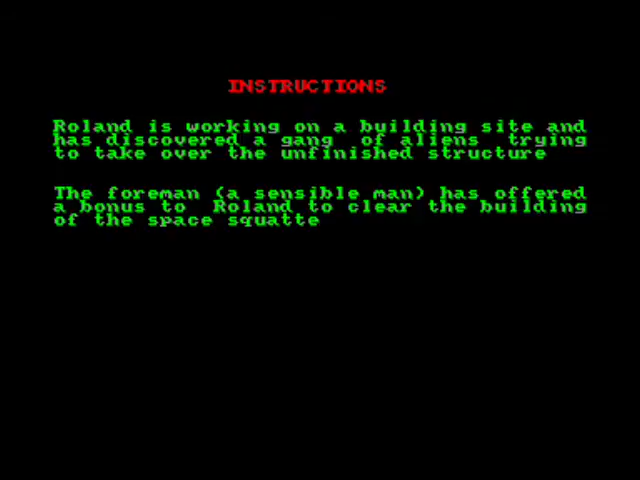 INSTRUCTIONS
Roland is working on a building site and
has discovered a gang  of aliens  trying
to take over the unfinished structure
The foreman (a sensible man) has offered
a bonus to  Roland to clear the building
of the space squatte